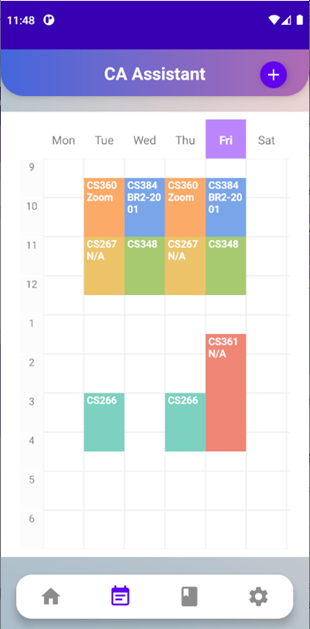 11:48
CA Assistant
Mon Tue Wed Thu Fri Sat
9
CS360 CS384 CS360 CS384
Zoom BR2-20 Zoom BR2-20
10 01 01
11 CS267 CS348 CS267 CS348
N/A N/A
12
1
CS361
N/A
2
3 CS266 CS266
4
5
6